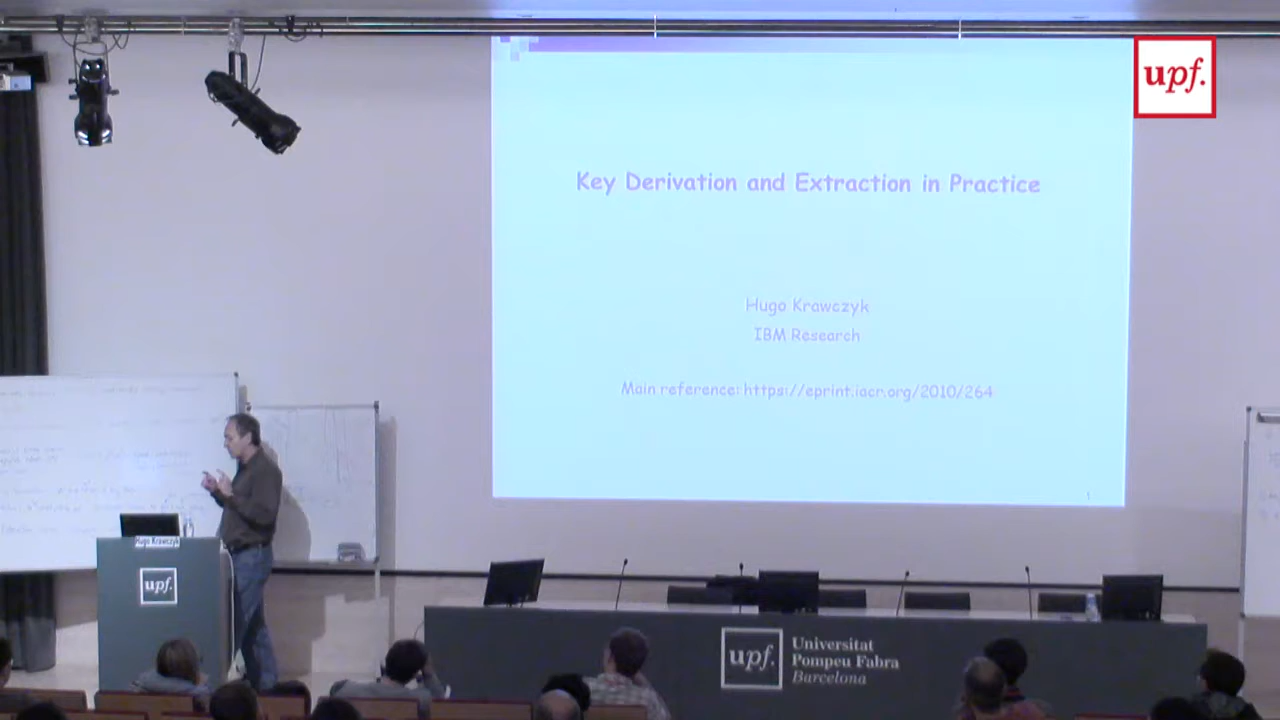 upf.
Key Derivation and Extraction in Practice
Hugo Krawczyk
IBM Research
Main reference: https://eprint.iacr.org/2010/264
1
Hugo Krawczyk
upf.
upf.
Universitat
Pompeu Fabra
Barcelona